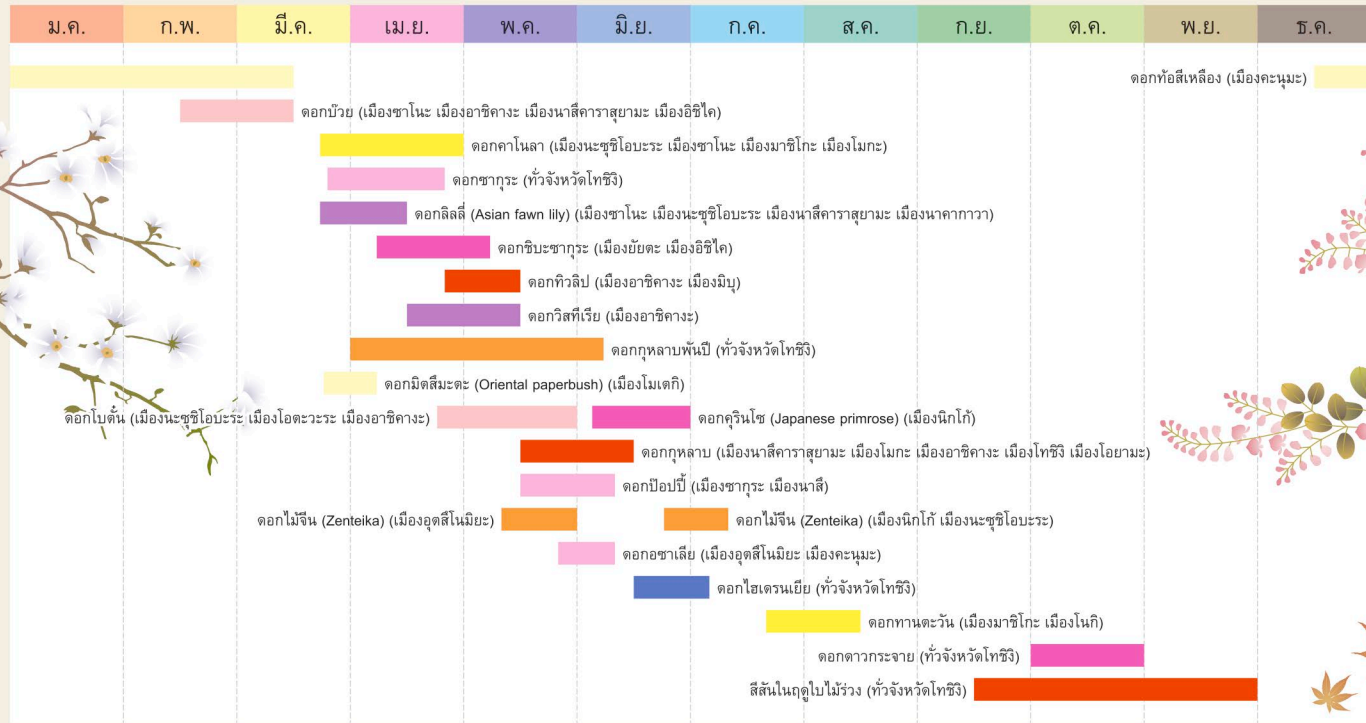 ม.ค. ก.พ. มี.ค. เม.ย. พ.ค. มิ.ย. ก.ค. ส.ค. ก.ย. ต.ค. พ.ย. ธ.ค.
ดอกท้อสีเหลือง (เมืองคะนุมะ)
ดอกบ๊วย (เมืองซาโนะ เมืองอาชิคางะ เมืองนาสึคาราสุยามะ เมืองอิชิไค)
ดอกคาโนลา (เมืองนะซุชิโอบะระ เมืองซาโนะ เมืองมาชิโกะ เมืองโมกะ)
ดอกซากุระ (ทั่วจังหวัดโทชิงิ)
ดอกลิลลี่ (Asian fawn lily) (เมืองซาโนะ เมืองนะซุชิโอบะระ เมืองนาสึคาราสุยามะ เมืองนาคากาวา)
ดอกชิบะซากุระ (เมืองยัยตะ เมืองอิชิไค)
ดอกทิวลิป (เมืองอาชิคางะ เมืองมิบุ)
ดอกวิสทีเรีย (เมืองอาชิคางะ)
ดอกกุหลาบพันปี (ทั่วจังหวัดโทชิงิ)
ดอกมิตสึมะตะ (Oriental paperbush) (เมืองโมเตกิ)
ดอกโบตั๋น (เมืองนะซุชิโอบะระ เมืองโอตะวะระ เมืองอาชิคางะ) ดอกคุรินโซ (Japanese primrose) (เมืองนิกโก้)
ดอกกุหลาบ (เมืองนาสึคาราสุยามะ เมืองโมกะ เมืองอาชิคางะ เมืองโทชิงิ เมืองโอยามะ)
ดอกป๊อปปี้ (เมืองซากุระ เมืองนาสึ)
ดอกไม้จีน (Zenteika) (เมืองอุตสึโนมิยะ) ดอกไม้จีน (Zenteika) (เมืองนิกโก้ เมืองนะซุชิโอบะระ)
ดอกอซาเลีย (เมืองอุตสึโนมิยะ เมืองคะนุมะ)
ดอกไฮเดรนเยีย (ทั่วจังหวัดโทชิงิ)
ดอกทานตะวัน (เมืองมาชิโกะ เมืองโนกิ)
ดอกดาวกระจาย (ทั่วจังหวัดโทชิงิ)
สีสันในฤดูใบไม้ร่วง (ทั่วจังหวัดโทชิงิ)